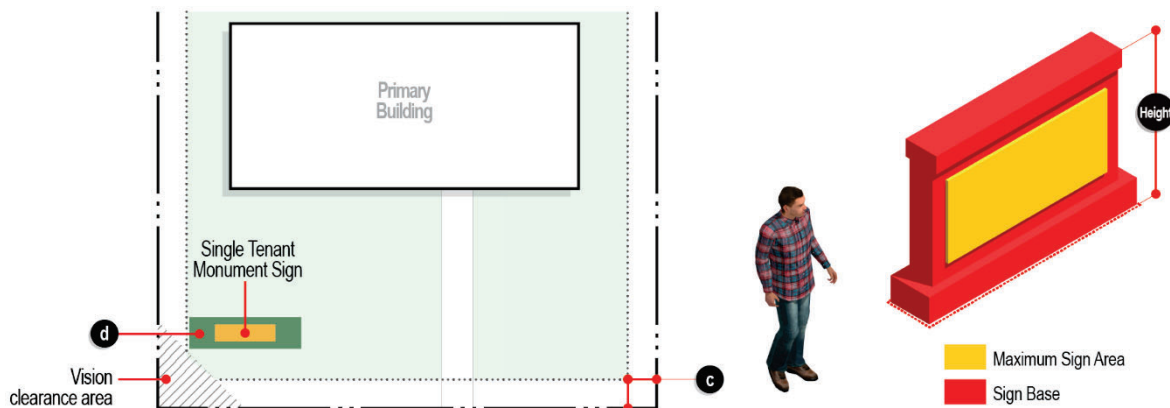 Primary
Building
Single Tenant
Monument Sign
d
Vision
clearance area
c
Height
Maximum Sign Area
Sign Base